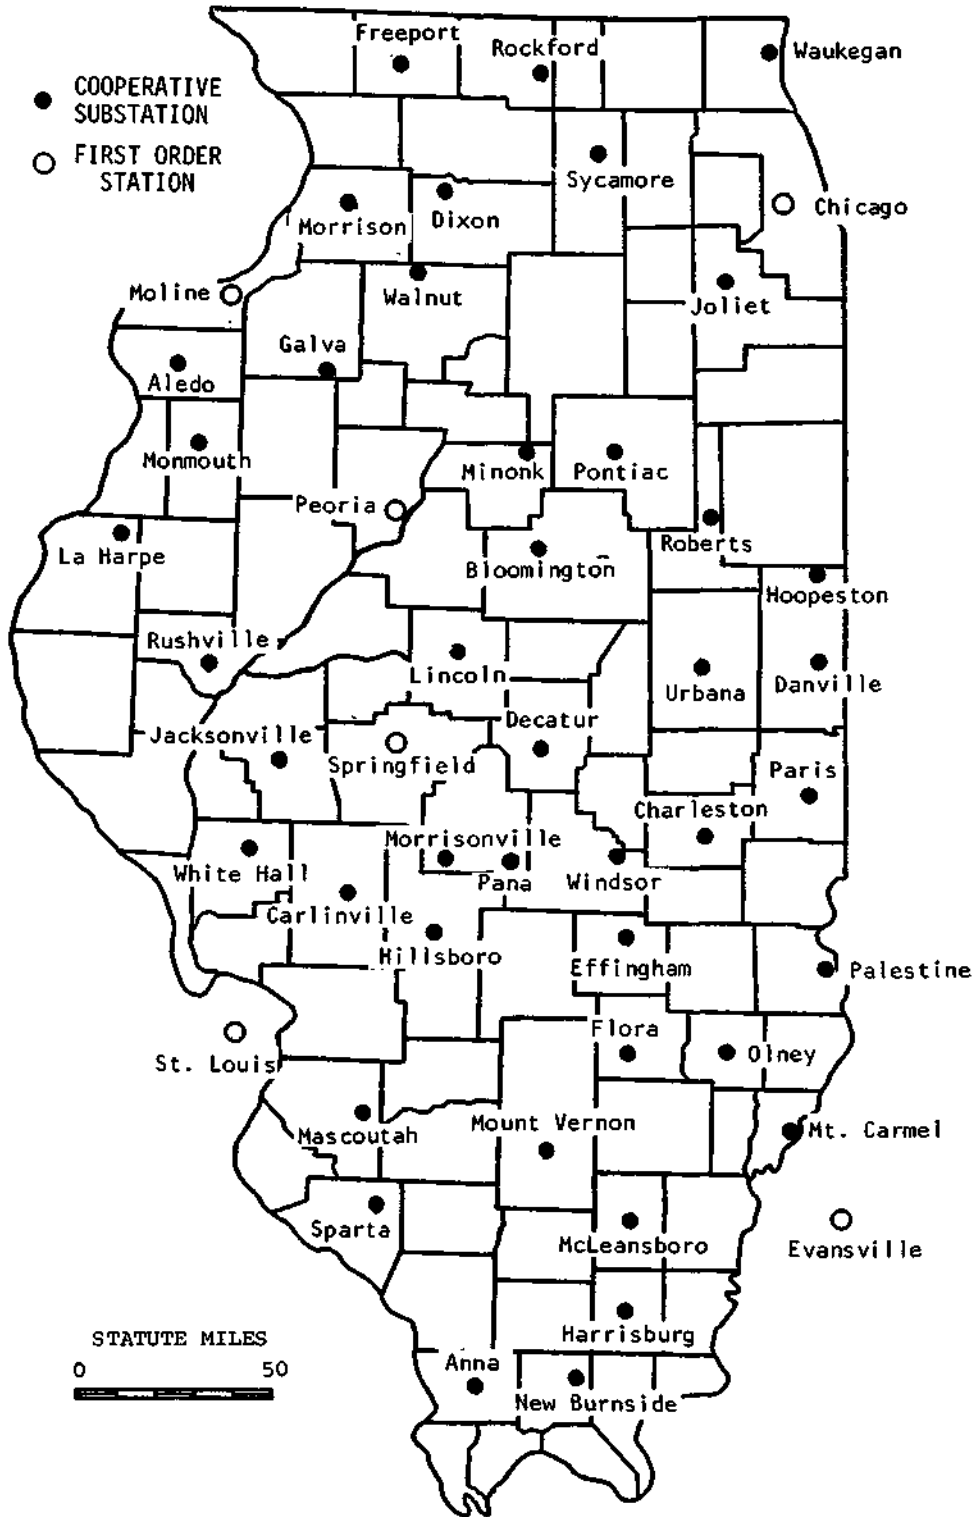 Freeport
Rockford
Waukegan
COOPERATIVE
SUBSTATION
FIRST ORDER
STATION
Sycamore
Morrison
Dixon
Chicago
Moline
Walnut
Joliet
Galva
Aledo
Monmouth
Minonk
Pontiac
Peoria
La Harpe
Roberts
Bloomington
Hoopeston
Rushville
Lincoln
Urbana
Danville
Decatur
Jacksonville
Springfield
Paris
Charleston
Morrisonville
White Hall
Pana
Windsor
Carlinville
Hillsboro
Effingham
Palestine
Flora
St. Louis
Olney
Mascoutah
Mount Vernon
Mt. Carmel
Sparta
McLeansboro
Evansville
STATUTE MILES
0 50
Harrisburg
Anna
New Burnside